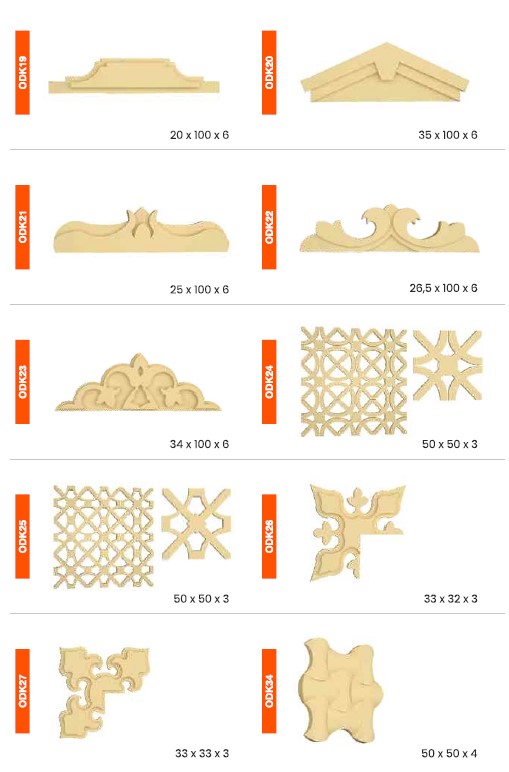 ODK19
20 x 100 x 6
ODK20
35 x 100 x 6
ODK21
25 x 100 x 6
ODK22
26,5 x 100 x 6
ODK23
34 x 100 x 6
ODK24
50 x 50 x 3
ODK25
50 x 50 x 3
ODK26
33 x 32 x 3
ODK27
33 x 33 x 3
ODK34
50 x 50 x 4